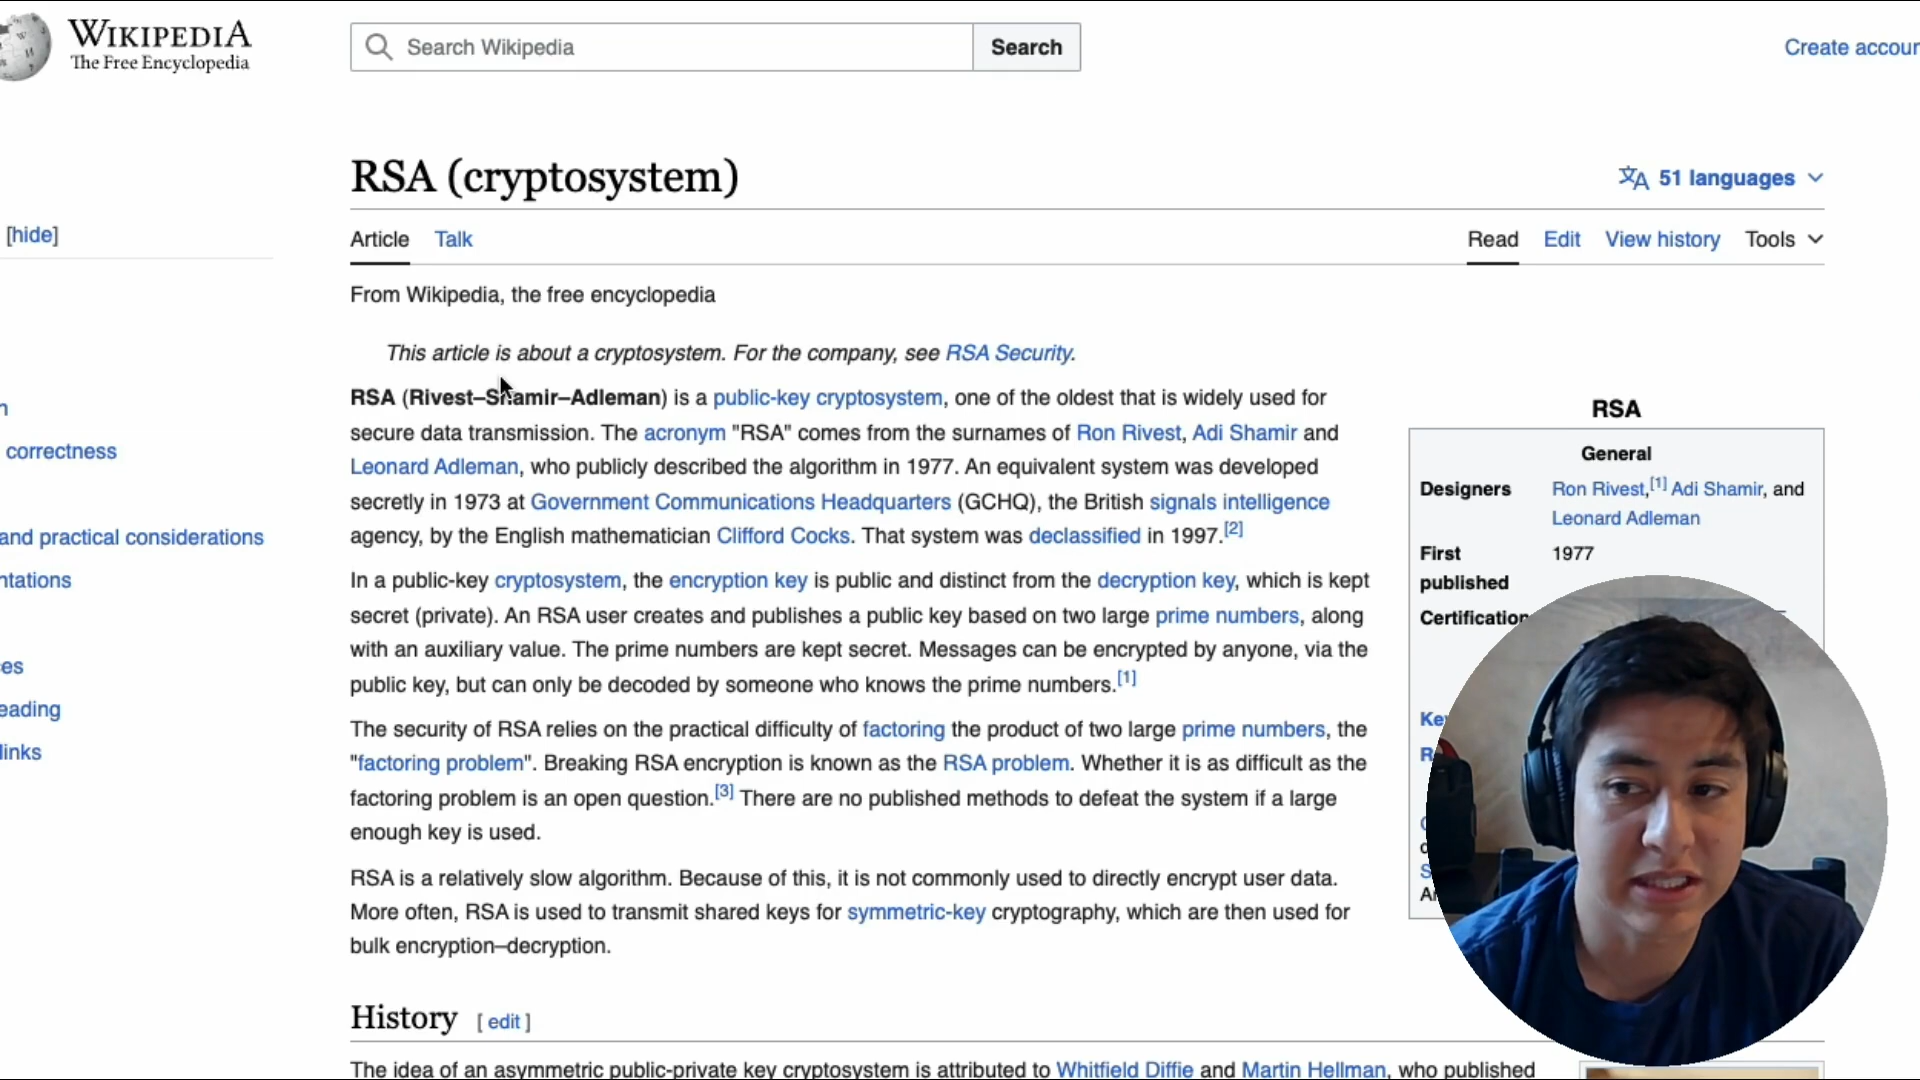 WIKIPEDIA
The Free Encyclopedia
Search Wikipedia
Search
Create accoun
RSA (cryptosystem)
51 languages
[hide]
Article
Talk
Read
Edit
View history
Tools
From Wikipedia, the free encyclopedia
This article is about a cryptosystem. For the company, see RSA Security.
RSA (Rivest–Shamir–Adleman) is a public-key cryptosystem, one of the oldest that is widely used for
secure data transmission. The acronym "RSA" comes from the surnames of Ron Rivest, Adi Shamir and
Leonard Adleman, who publicly described the algorithm in 1977. An equivalent system was developed
secretly in 1973 at Government Communications Headquarters (GCHQ), the British signals intelligence
agency, by the English mathematician Clifford Cocks. That system was declassified in 1997.[2]
In a public-key cryptosystem, the encryption key is public and distinct from the decryption key, which is kept
secret (private). An RSA user creates and publishes a public key based on two large prime numbers, along
with an auxiliary value. The prime numbers are kept secret. Messages can be encrypted by anyone, via the
public key, but can only be decoded by someone who knows the prime numbers.[1]
The security of RSA relies on the practical difficulty of factoring the product of two large prime numbers, the
"factoring problem". Breaking RSA encryption is known as the RSA problem. Whether it is as difficult as the
factoring problem is an open question.[3] There are no published methods to defeat the system if a large
enough key is used.
RSA is a relatively slow algorithm. Because of this, it is not commonly used to directly encrypt user data.
More often, RSA is used to transmit shared keys for symmetric-key cryptography, which are then used for
bulk encryption–decryption.
History [ edit ]
The idea of an asymmetric public-private key cryptosystem is attributed to Whitfield Diffie and Martin Hellman, who published
n
correctness
and practical considerations
ntations
ces
eading
links
RSA
General
Designers
Ron Rivest,[1] Adi Shamir, and
Leonard Adleman
First
published
1977
Certification